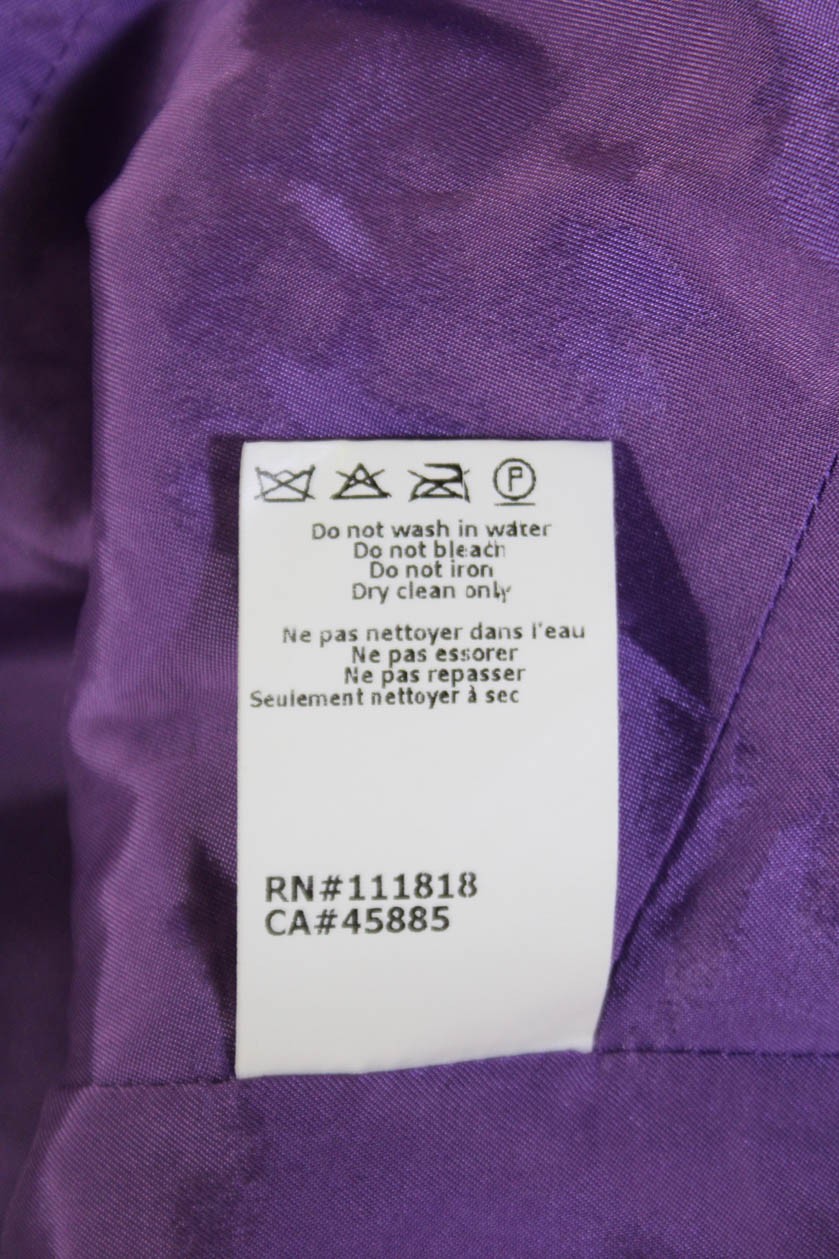 P
Do not wash in water
Do not bleach
Do not iron
Dry clean only
Ne pas nettoyer dans l'eau
Ne pas essorer
Ne pas repasser
Seulement nettoyer à sec
RN#111818
CA#45885